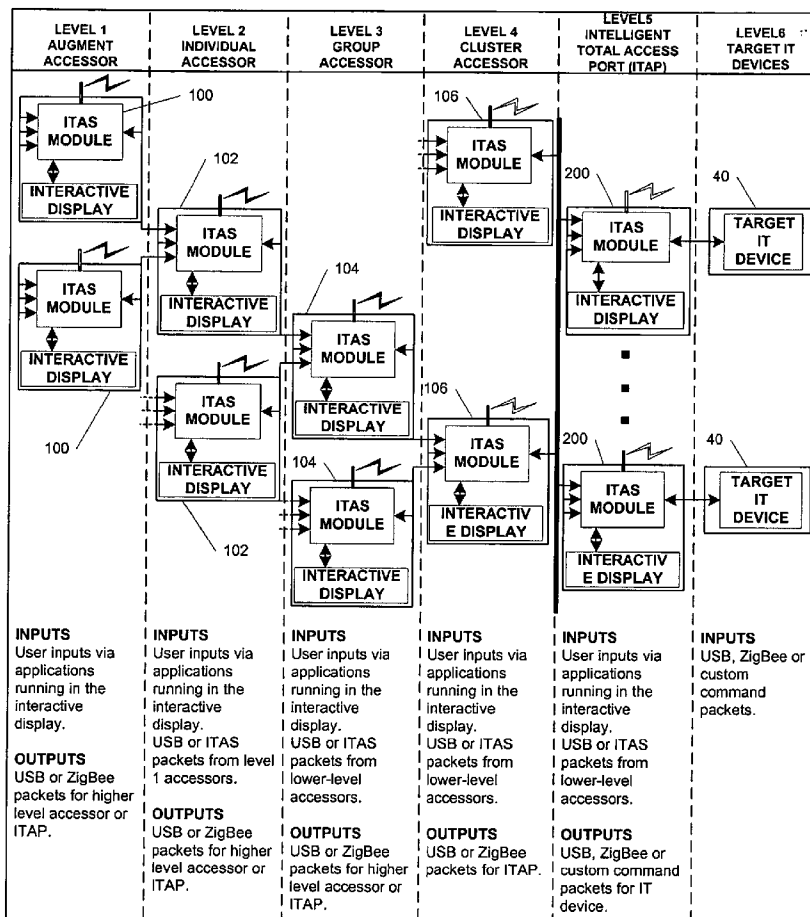 LEVEL 1
AUGMENT
ACCESSOR
LEVEL 2
INDIVIDUAL
ACCESSOR
LEVEL 3
GROUP
ACCESSOR
LEVEL 4
CLUSTER
ACCESSOR
LEVEL5
INTELLIGENT
TOTAL ACCESS
PORT (ITAP)
LEVEL6
TARGET IT
DEVICES
100
ITAS
MODULE
INTERACTIVE
DISPLAY
ITAS
MODULE
INTERACTIVE
DISPLAY
100
102
ITAS
MODULE
INTERACTIVE
DISPLAY
ITAS
MODULE
INTERACTIVE
DISPLAY
102
104
ITAS
MODULE
INTERACTIVE
DISPLAY
104
ITAS
MODULE
INTERACTIVE
DISPLAY
106
ITAS
MODULE
INTERACTIVE
DISPLAY
106
ITAS
MODULE
INTERACTIV
E DISPLAY
200
ITAS
MODULE
INTERACTIVE
DISPLAY
200
ITAS
MODULE
INTERACTIV
E DISPLAY
40
TARGET
IT DEVICE
40
TARGET
IT DEVICE
INPUTS
User inputs via
applications
running in the
interactive
display.
OUTPUTS
USB or ZigBee
packets for higher
level accessor or
ITAP.
INPUTS
User inputs via
applications
running in the
interactive
display.
USB or ITAS
packets from level
1 accessors.
OUTPUTS
USB or ZigBee
packets for higher
level accessor or
ITAP.
INPUTS
User inputs via
applications
running in the
interactive
display.
USB or ITAS
packets from
lower-level
accessors.
OUTPUTS
USB or ZigBee
packets for higher
level accessor or
ITAP.
INPUTS
User inputs via
applications
running in the
interactive
display.
USB or ITAS
packets from
lower-level
accessors.
OUTPUTS
USB or ZigBee
packets for ITAP.
INPUTS
User inputs via
applications
running in the
interactive
display.
USB or ITAS
packets from
lower-level
accessors.
OUTPUTS
USB, ZigBee or
custom command
packets for IT
device.
INPUTS
USB, ZigBee or
custom
command
packets.